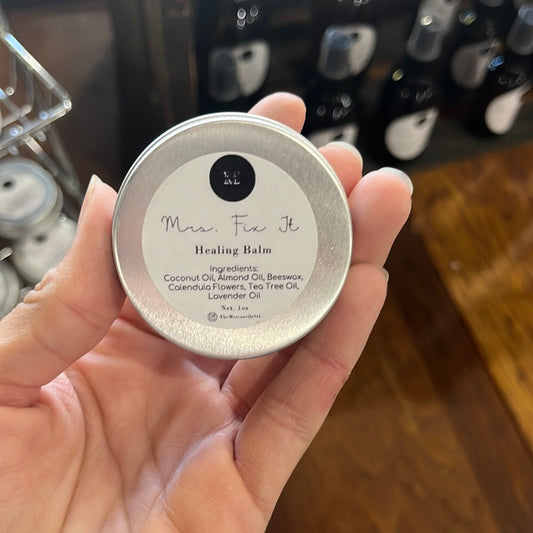 Mrs. Fix It
Healing Balm
Ingredients:
Coconut Oil, Almond Oil, Beeswax,
Calendula Flowers, Tea Tree Oil,
Lavender Oil
Net. 1oz